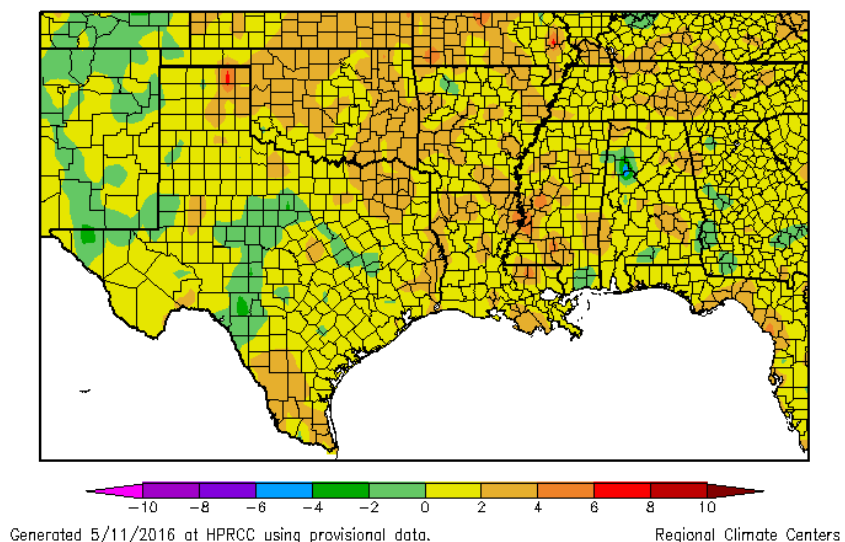 -10 -8 -6 -4 -2 0 2 4 6 8 10
Generated 5/11/2016 at HPRCC using provisional data.
Regional Climate Centers